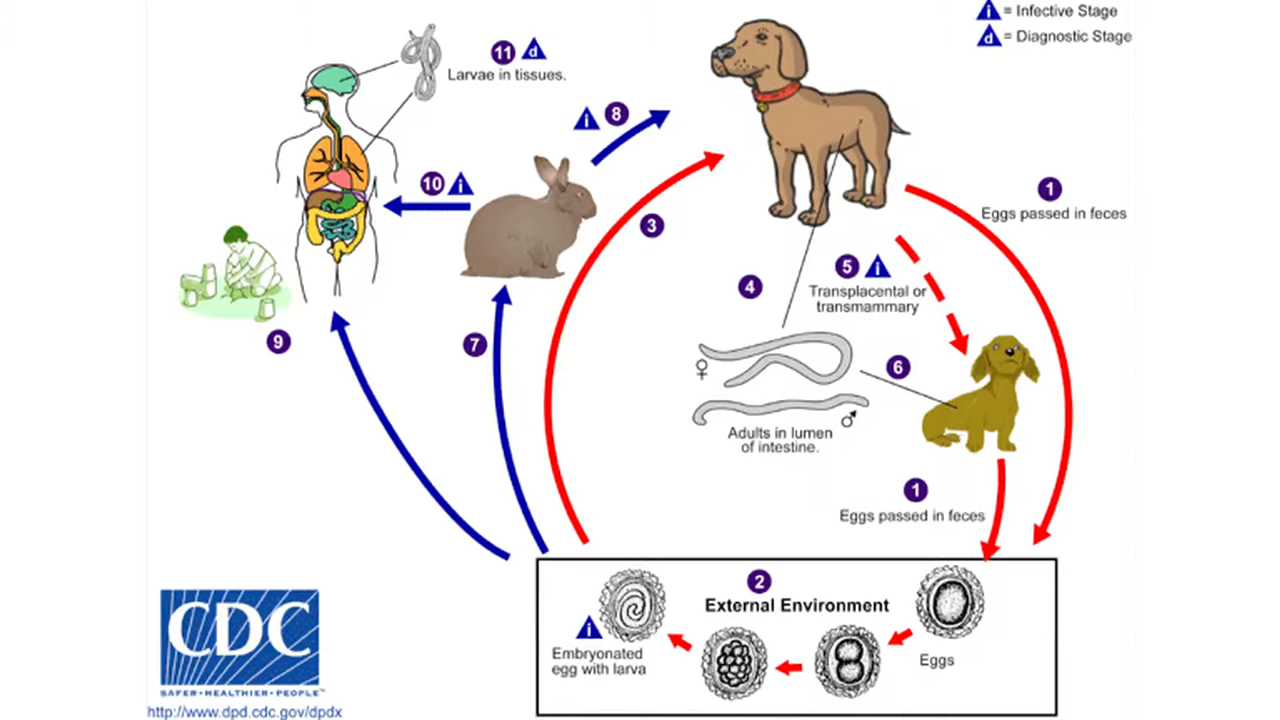 i = Infective Stage
d = Diagnostic Stage
11 d
Larvae in tissues.
i 8
10 i
1
Eggs passed in feces
3
5 i
Transplacental or
transmammary
4
9
7
6
♀
♂
Adults in lumen
of intestine.
1
Eggs passed in feces
2
External Environment
i
Embryonated
egg with larva
Eggs
CDC
SAFER•HEALTHIER•PEOPLE™
http://www.dpd.cdc.gov/dpdx